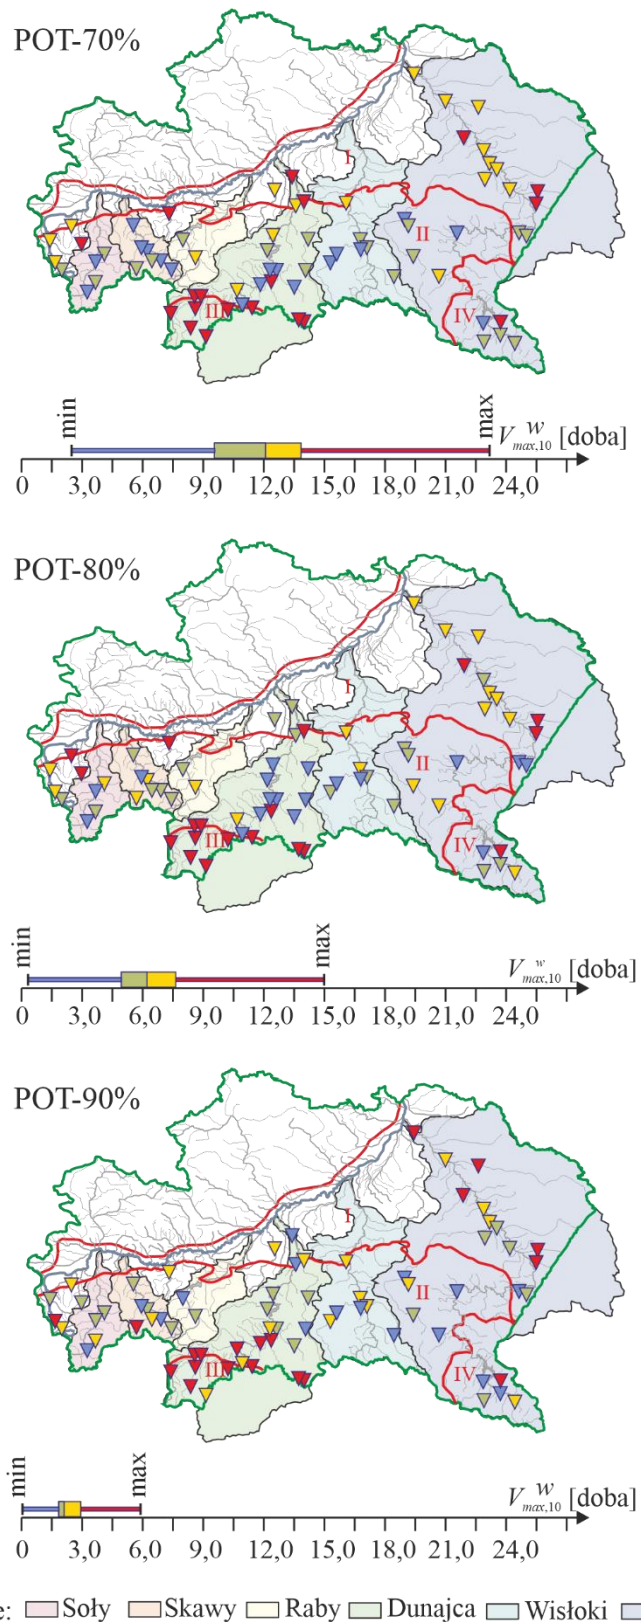 POT-70%
I
II
III
IV
min
max
V max,10 w [doba]
0 3,0 6,0 9,0 12,0 15,0 18,0 21,0 24,0
POT-80%
I
II
III
IV
min
max
V max,10 w [doba]
0 3,0 6,0 9,0 12,0 15,0 18,0 21,0 24,0
POT-90%
I
II
III
IV
min
max
V max,10 w [doba]
0 3,0 6,0 9,0 12,0 15,0 18,0 21,0 24,0
e: Soły Skawy Raby Dunajca Wisłoki